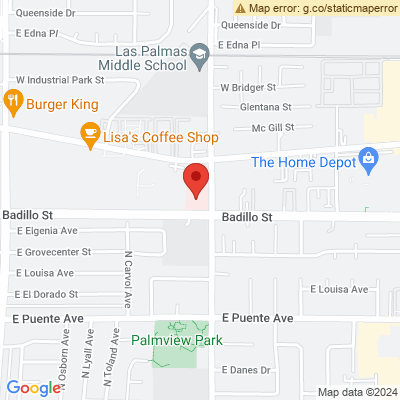 Queenside Dr
E Edna Pl
Map error: g.co/staticmaperror
Queenside Dr
E Edna Pl
Las Palmas
Middle School
W Industrial Park St
W Bridger St
Glentana St
Burger King
Mc Gill St
Lisa's Coffee Shop
The Home Depot
Badillo St
Badillo St
E Elgenia Ave
E Grovecenter St
N Carvol Ave
E Louisa Ave
E Louisa Ave
E El Dorado St
E Puente Ave
E Puente Ave
N Osborn Ave
N Lyall Ave
N Toland Ave
Palmview Park
E Danes Dr
Google
Map data ©2024